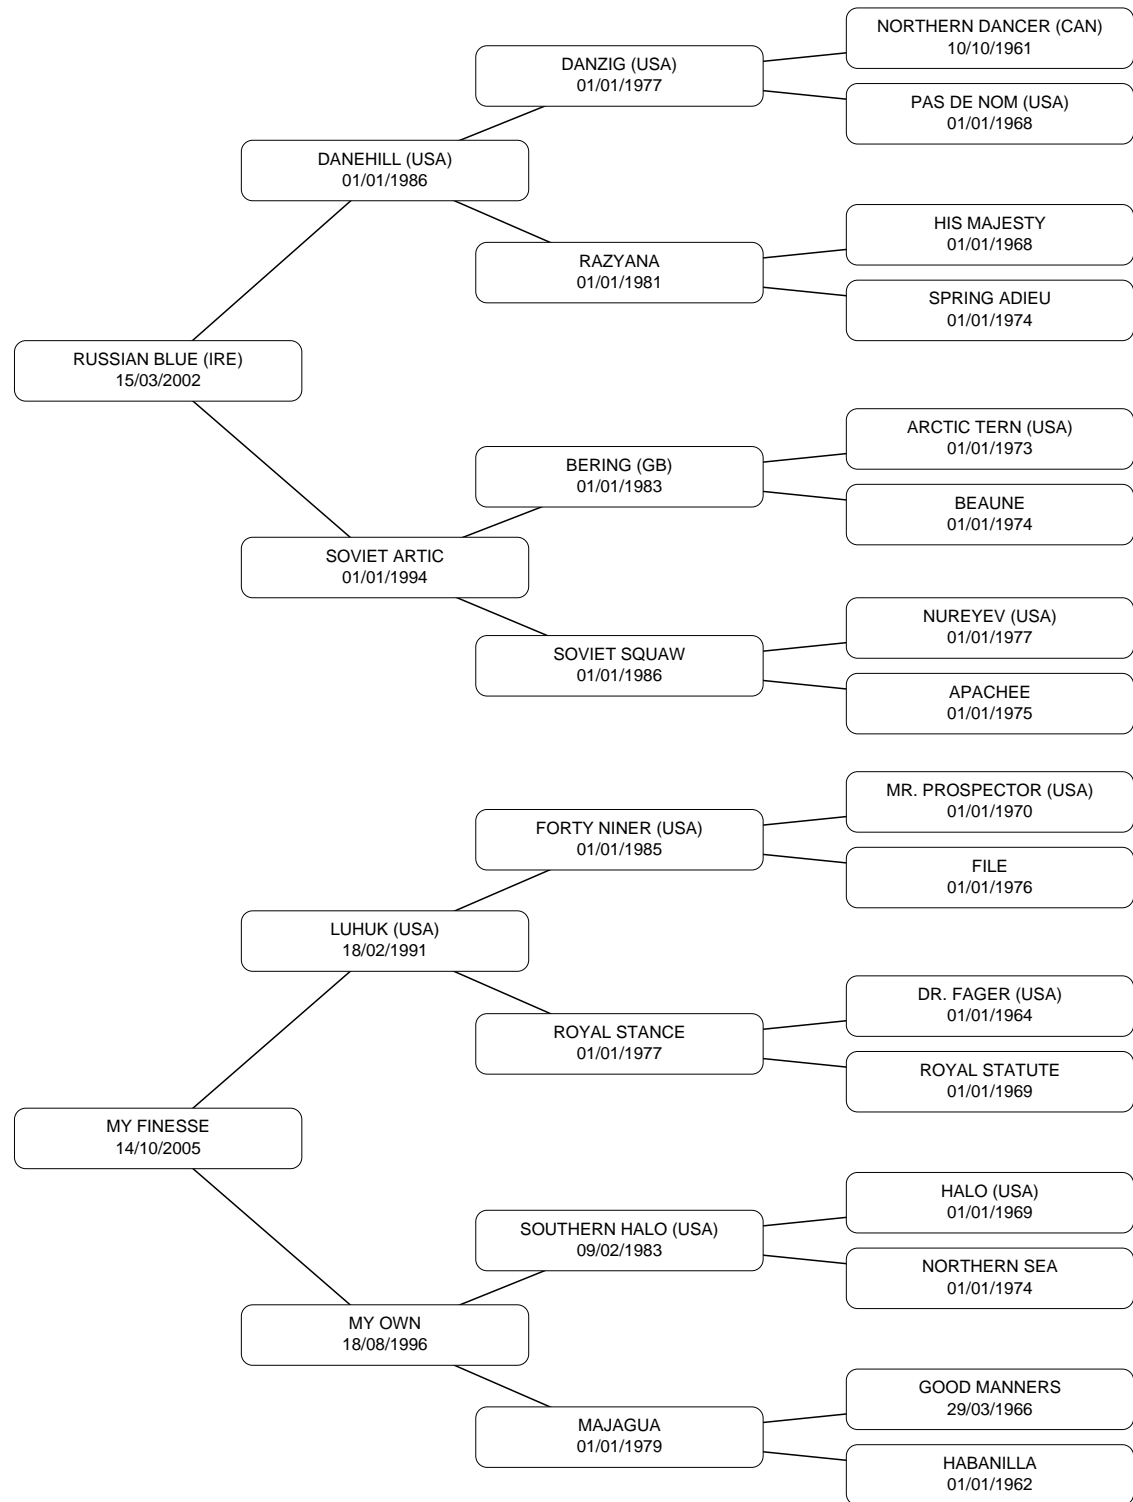 NORTHERN DANCER (CAN)
10/10/1961
DANZIG (USA)
01/01/1977
PAS DE NOM (USA)
01/01/1968
DANEHILL (USA)
01/01/1986
HIS MAJESTY
01/01/1968
RAZYANA
01/01/1981
SPRING ADIEU
01/01/1974
RUSSIAN BLUE (IRE)
15/03/2002
ARCTIC TERN (USA)
01/01/1973
BERING (GB)
01/01/1983
BEAUNE
01/01/1974
SOVIET ARTIC
01/01/1994
NUREYEV (USA)
01/01/1977
SOVIET SQUAW
01/01/1986
APACHEE
01/01/1975
MR. PROSPECTOR (USA)
01/01/1970
FORTY NINER (USA)
01/01/1985
FILE
01/01/1976
LUHUK (USA)
18/02/1991
DR. FAGER (USA)
01/01/1964
ROYAL STANCE
01/01/1977
ROYAL STATUTE
01/01/1969
MY FINESSE
14/10/2005
HALO (USA)
01/01/1969
SOUTHERN HALO (USA)
09/02/1983
NORTHERN SEA
01/01/1974
MY OWN
18/08/1996
GOOD MANNERS
29/03/1966
MAJAGUA
01/01/1979
HABANILLA
01/01/1962